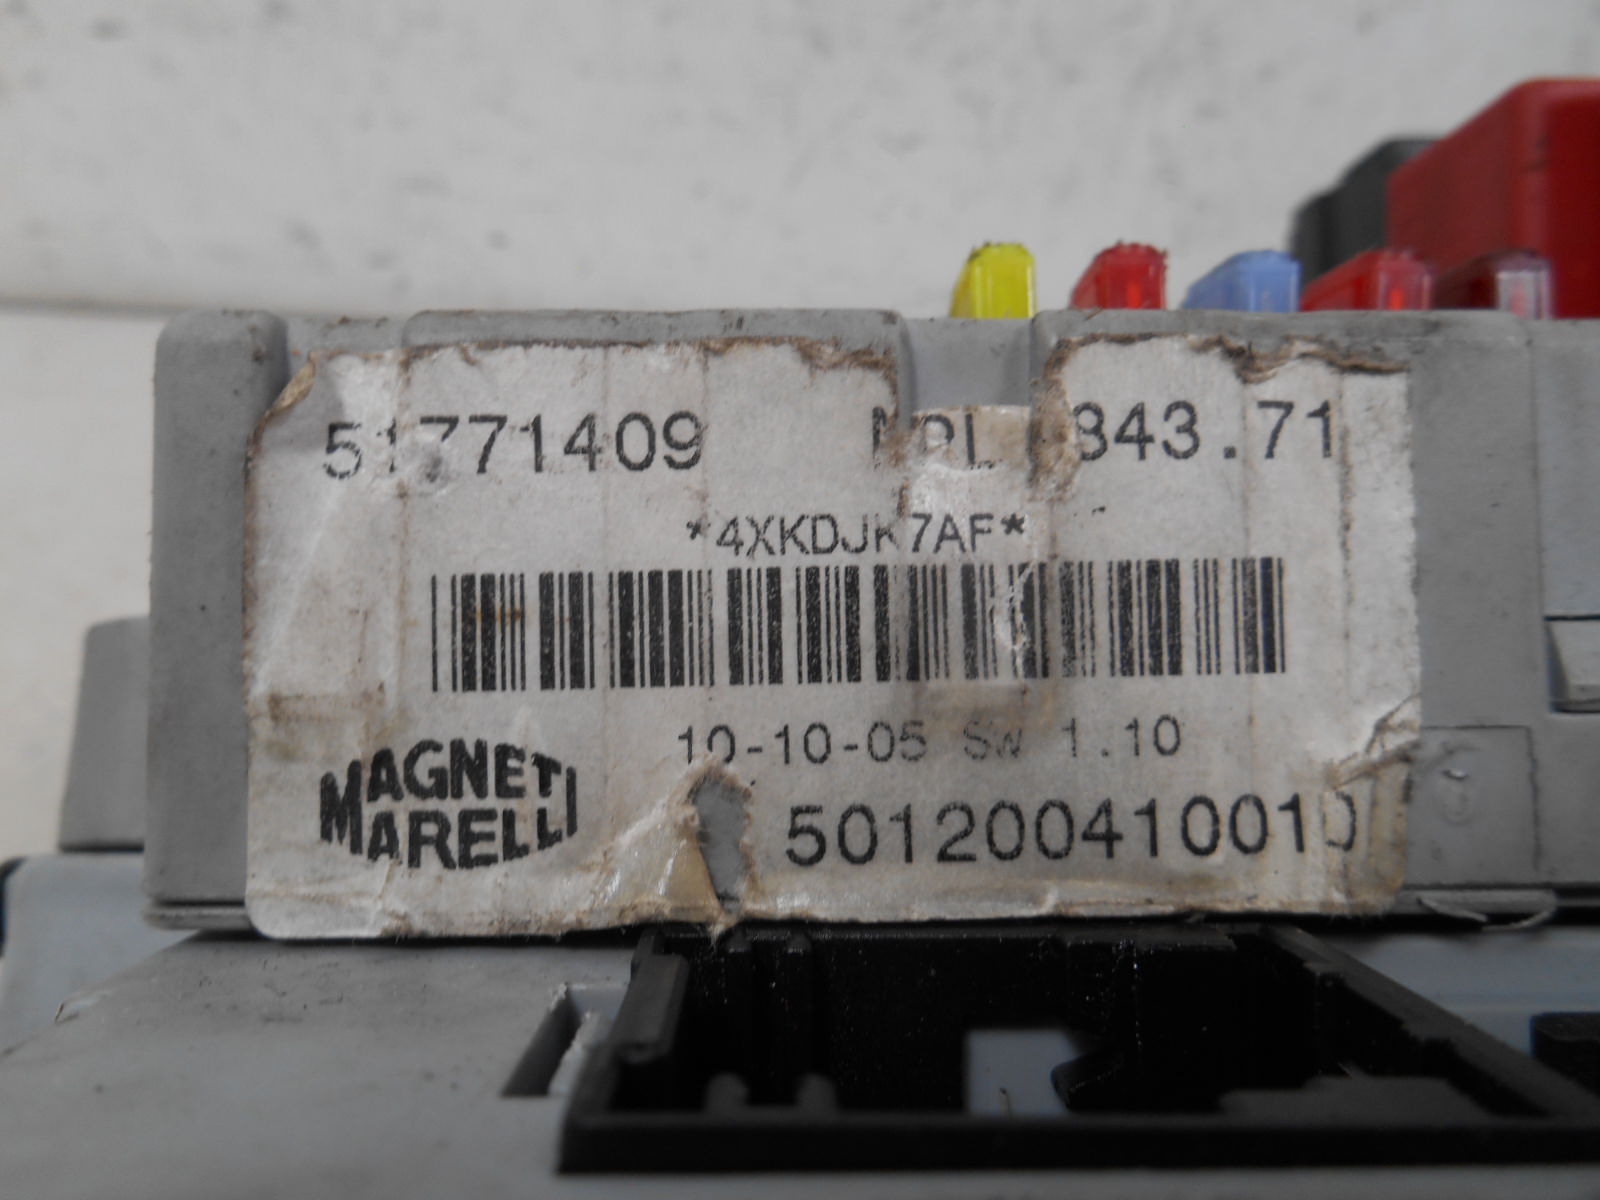 51771409 843.71
*4XKDJK7AF*
10-10-05 SW 1.10
MAGNETI
MARELLI
501200410010